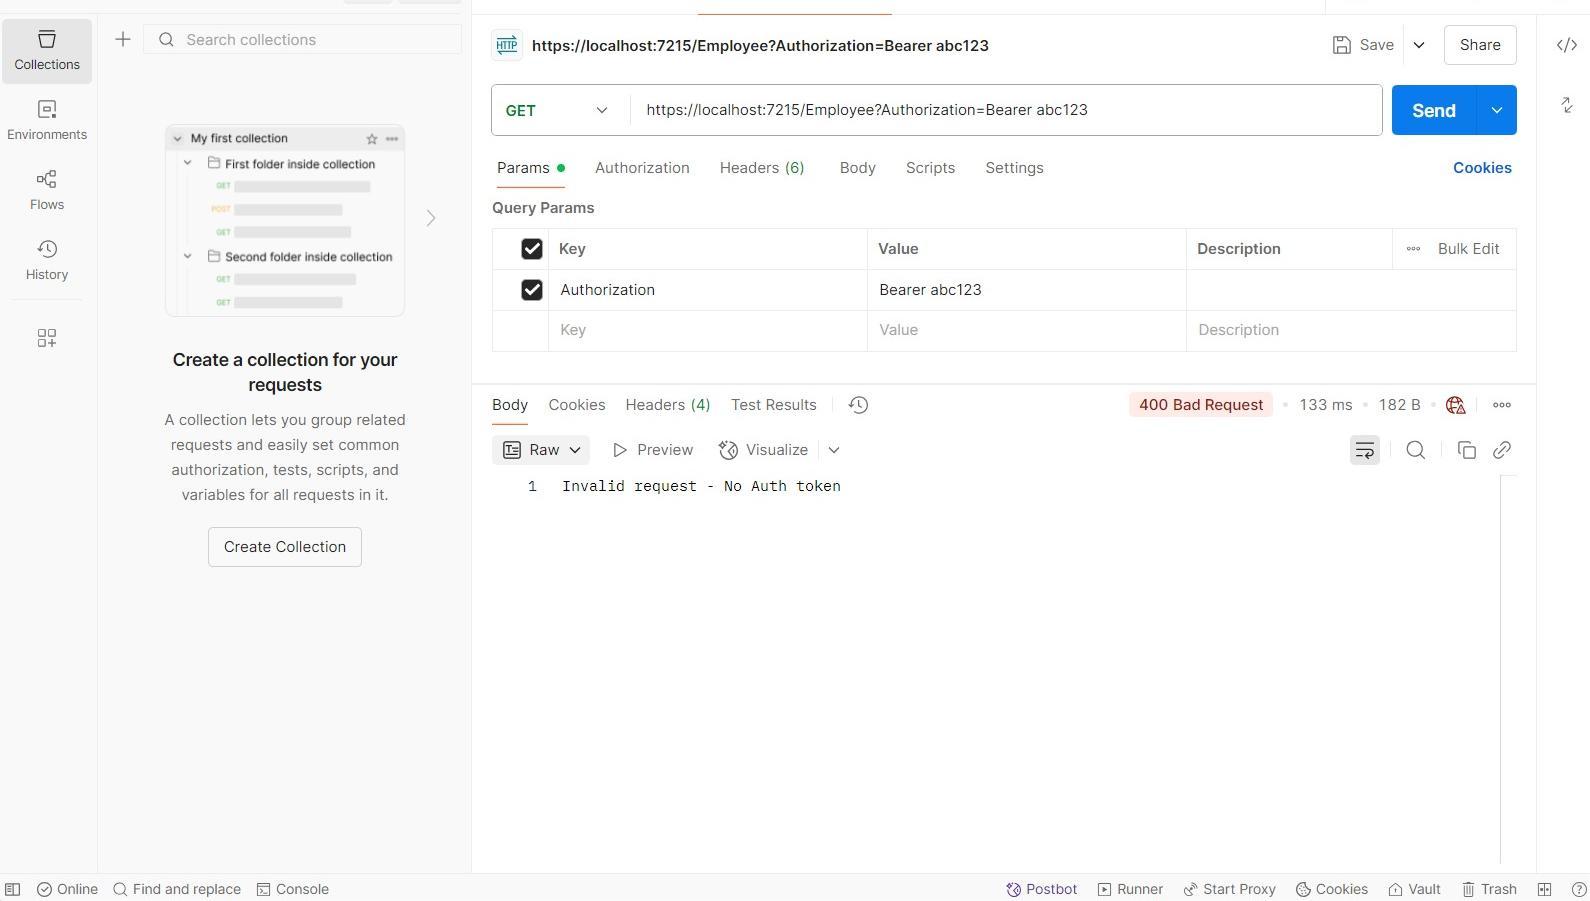 Collections
Environments
Flows
History
Search collections
My first collection
First folder inside collection
GET
POST
GET
Second folder inside collection
GET
GET
Create a collection for your
requests
A collection lets you group related
requests and easily set common
authorization, tests, scripts, and
variables for all requests in it.
Create Collection
HTTP https://localhost:7215/Employee?Authorization=Bearer abc123
Save
Share
GET
https://localhost:7215/Employee?Authorization=Bearer abc123
Send
Params Authorization Headers (6) Body Scripts Settings
Cookies
Query Params
Key Value Description Bulk Edit
Authorization Bearer abc123
Key Value Description
Body Cookies Headers (4) Test Results
400 Bad Request • 133 ms • 182 B •
Raw Preview Visualize
1 Invalid request - No Auth token
Online Find and replace Console
Postbot Runner Start Proxy Cookies Vault Trash